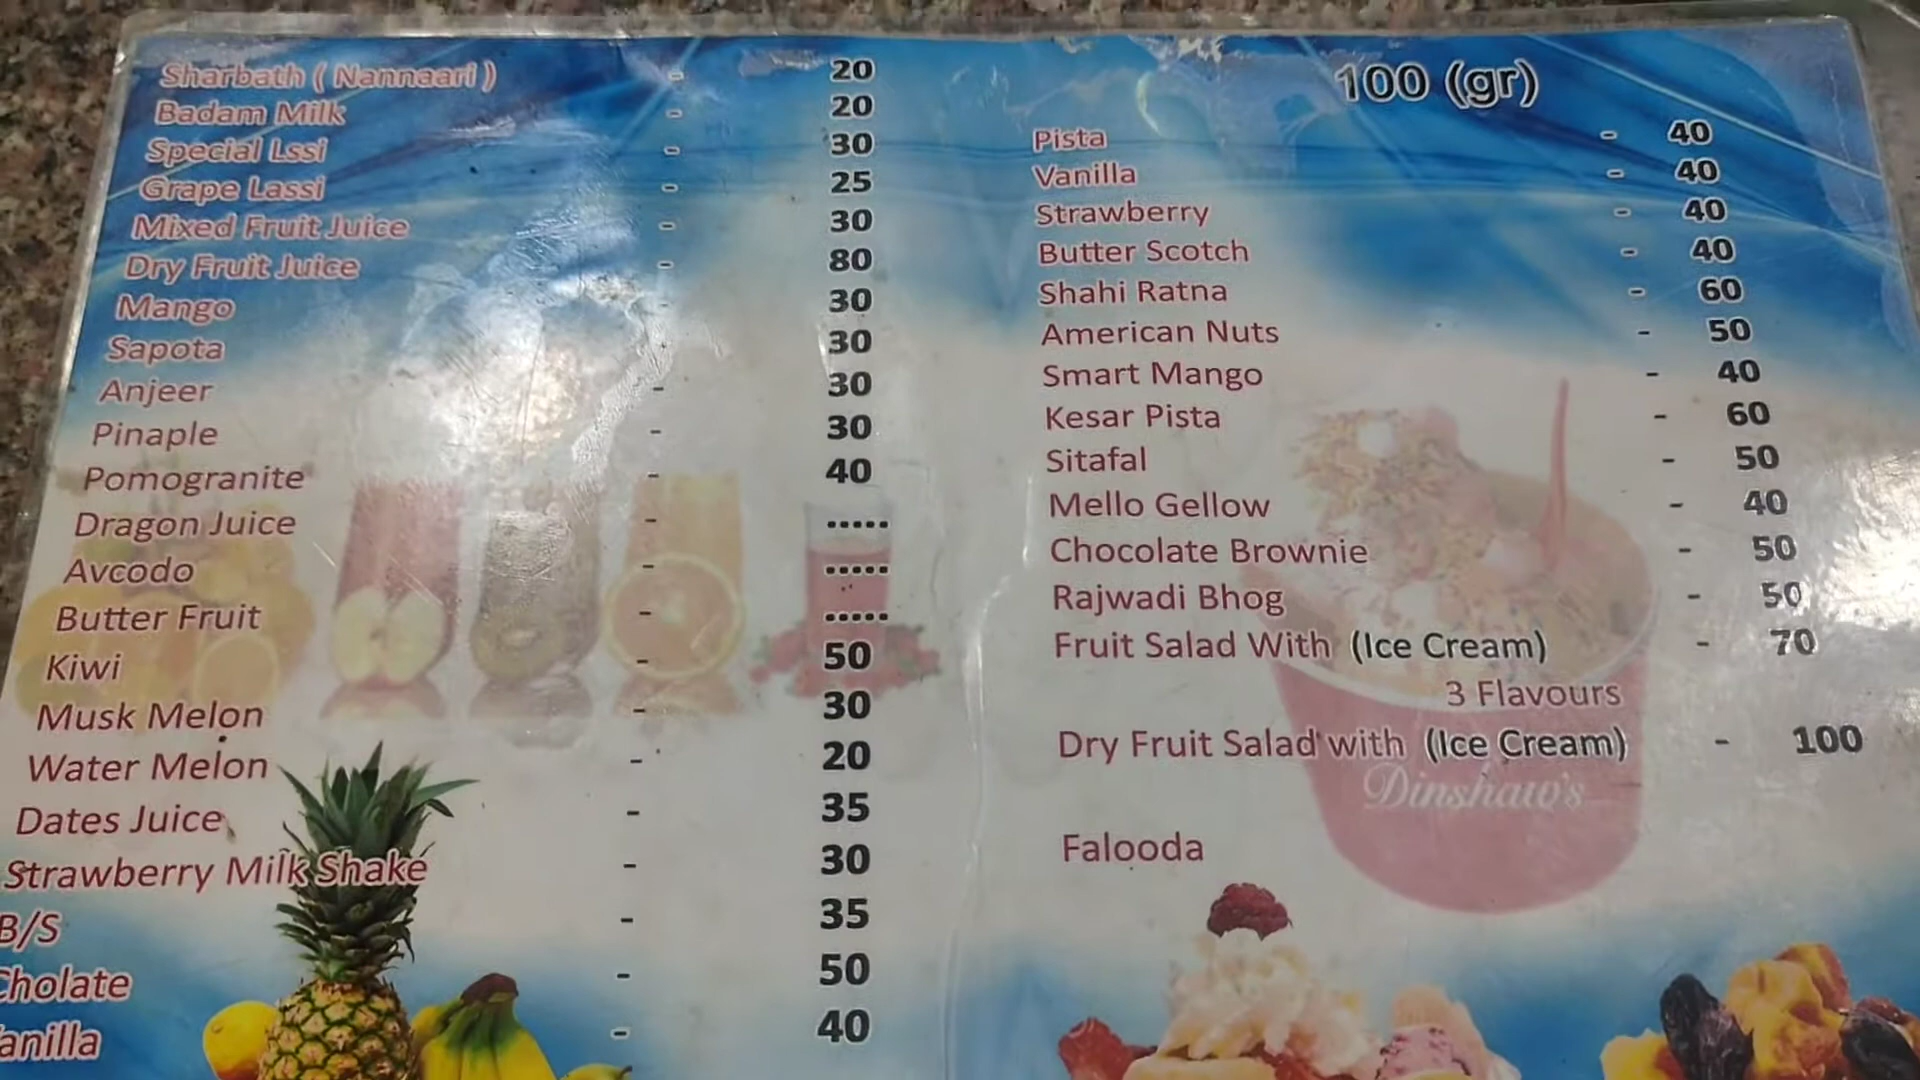 Sharbath ( Nannaari ) - 20
Badam Milk - 20
Special Lssi - 30
Grape Lassi - 25
Mixed Fruit Juice - 30
Dry Fruit Juice - 80
Mango 30
Sapota 30
Anjeer - 30
Pinaple - 30
Pomogranite - 40
Dragon Juice - .....
Avcodo - .....
Butter Fruit - .....
Kiwi - 50
Musk Melon - 30
Water Melon - 20
Dates Juice - 35
Strawberry Milk Shake - 30
B/S - 35
Cholate - 50
anilla - 40
100 (gr)
Pista - 40
Vanilla - 40
Strawberry - 40
Butter Scotch - 40
Shahi Ratna - 60
American Nuts - 50
Smart Mango - 40
Kesar Pista - 60
Sitafal - 50
Mello Gellow - 40
Chocolate Brownie - 50
Rajwadi Bhog - 50
Fruit Salad With (Ice Cream) - 70
3 Flavours
Dry Fruit Salad with (Ice Cream) - 100
Dinshaw's
Falooda